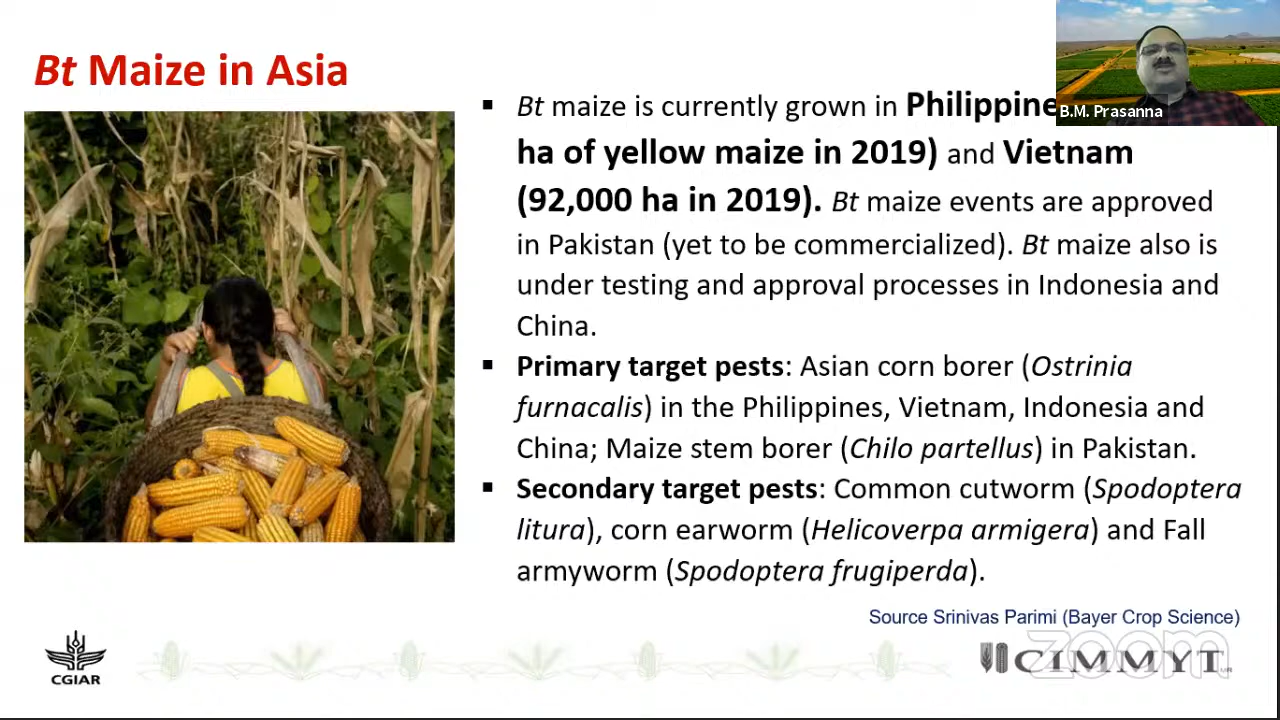 Bt Maize in Asia
▪ Bt maize is currently grown in Philippine
ha of yellow maize in 2019) and Vietnam
(92,000 ha in 2019). Bt maize events are approved
in Pakistan (yet to be commercialized). Bt maize also is
under testing and approval processes in Indonesia and
China.
▪ Primary target pests: Asian corn borer (Ostrinia
furnacalis) in the Philippines, Vietnam, Indonesia and
China; Maize stem borer (Chilo partellus) in Pakistan.
▪ Secondary target pests: Common cutworm (Spodoptera
litura), corn earworm (Helicoverpa armigera) and Fall
armyworm (Spodoptera frugiperda).
Source Srinivas Parimi (Bayer Crop Science)
B.M. Prasanna
CGIAR
zoom
CIMMYT